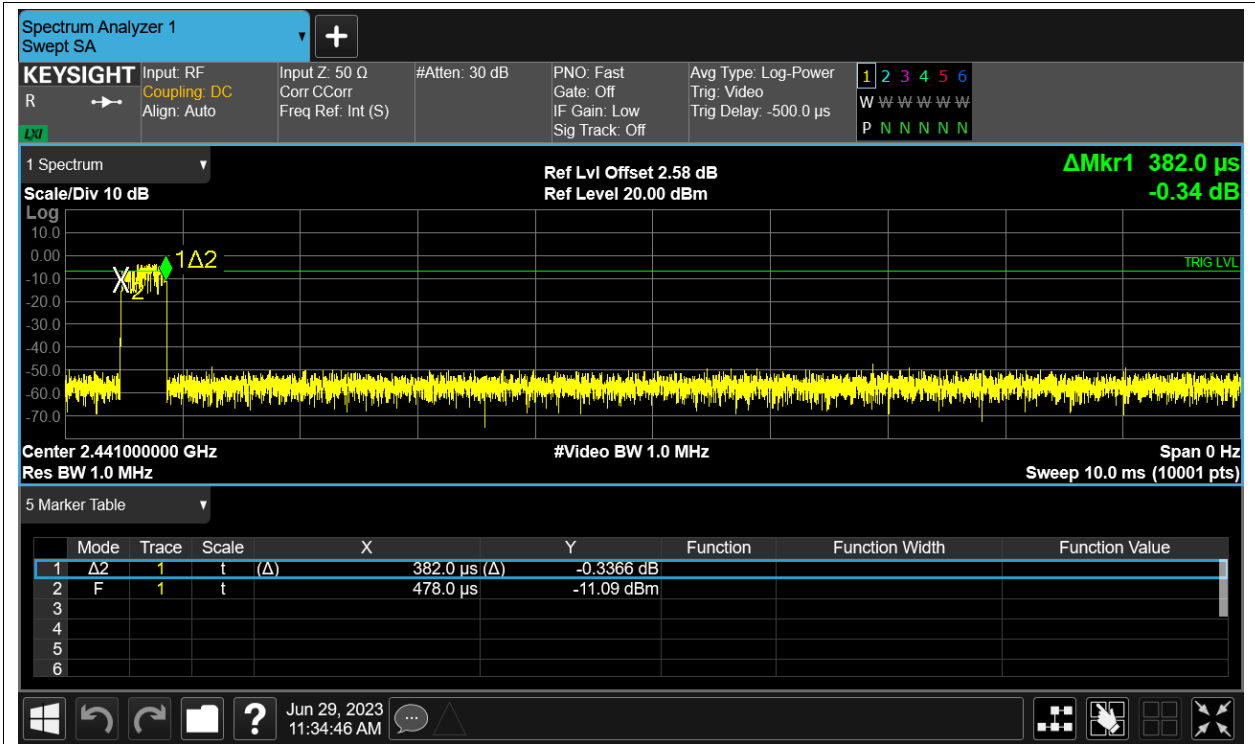 Spectrum Analyzer 1
Swept SA
KEYSIGHT
R
LXI
Input: RF
Coupling: DC
Align: Auto
Input Z: 50 Ω
Corr CCorr
Freq Ref: Int (S)
#Atten: 30 dB
PNO: Fast
Gate: Off
IF Gain: Low
Sig Track: Off
Avg Type: Log-Power
Trig: Video
Trig Delay: -500.0 µs
1 2 3 4 5 6
W W W W W W
P N N N N N
1 Spectrum
Scale/Div 10 dB
Ref Lvl Offset 2.58 dB
Ref Level 20.00 dBm
ΔMkr1 382.0 µs
-0.34 dB
Log
10.0
0.00
-10.0
-20.0
-30.0
-40.0
-50.0
-60.0
-70.0
X
2
1Δ2
TRIG LVL
Center 2.441000000 GHz
#Video BW 1.0 MHz
Span 0 Hz
Res BW 1.0 MHz
Sweep 10.0 ms (10001 pts)
5 Marker Table
Mode Trace Scale X Y Function Function Width Function Value
1 Δ2 1 t (Δ) 382.0 µs (Δ) -0.3366 dB
2 F 1 t 478.0 µs -11.09 dBm
3
4
5
6
?
Jun 29, 2023
11:34:46 AM